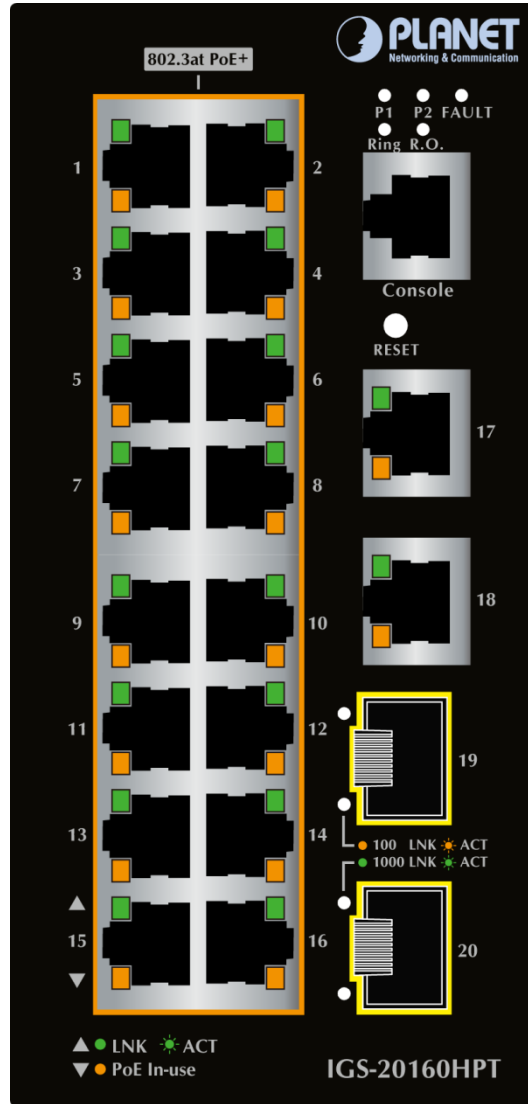 PLANET
Networking & Communication
802.3at PoE+
P1 P2 FAULT
Ring R.O.
Console
RESET
1 2
3 4
5 6
7 8
9 10
11 12
13 14
15 16
17
18
19
100 LNK ACT
1000 LNK ACT
20
LNK ACT
PoE In-use
IGS-20160HPT